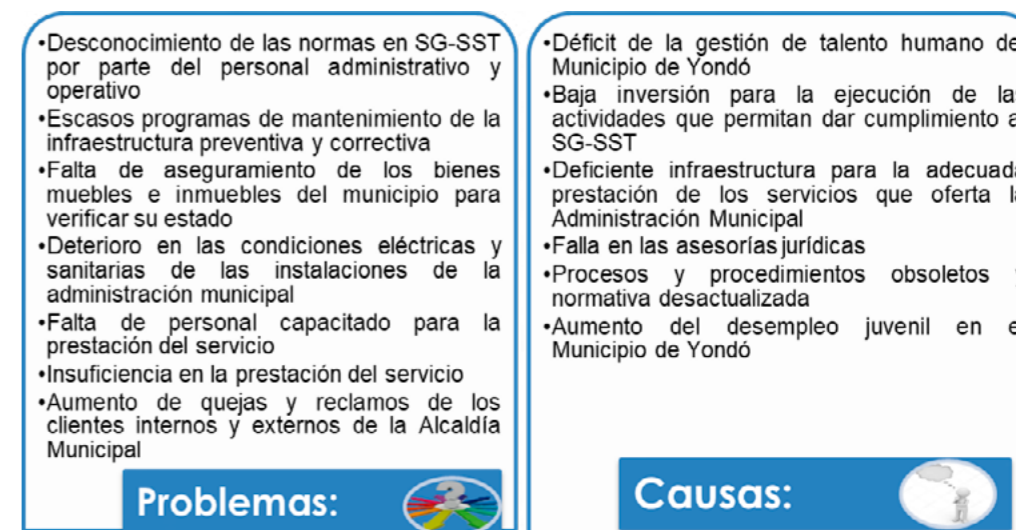 •Desconocimiento de las normas en SG-SST
por parte del personal administrativo y
operativo
•Escasos programas de mantenimiento de la
infraestructura preventiva y correctiva
•Falta de aseguramiento de los bienes
muebles e inmuebles del municipio para
verificar su estado
•Deterioro en las condiciones eléctricas y
sanitarias de las instalaciones de la
administración municipal
•Falta de personal capacitado para la
prestación del servicio
•Insuficiencia en la prestación del servicio
•Aumento de quejas y reclamos de los
clientes internos y externos de la Alcaldía
Municipal
Problemas:
•Déficit de la gestión de talento humano de
Municipio de Yondó
•Baja inversión para la ejecución de las
actividades que permitan dar cumplimiento a
SG-SST
•Deficiente infraestructura para la adecuada
prestación de los servicios que oferta la
Administración Municipal
•Falla en las asesorías jurídicas
•Procesos y procedimientos obsoletos y
normativa desactualizada
•Aumento del desempleo juvenil en e
Municipio de Yondó
Causas: